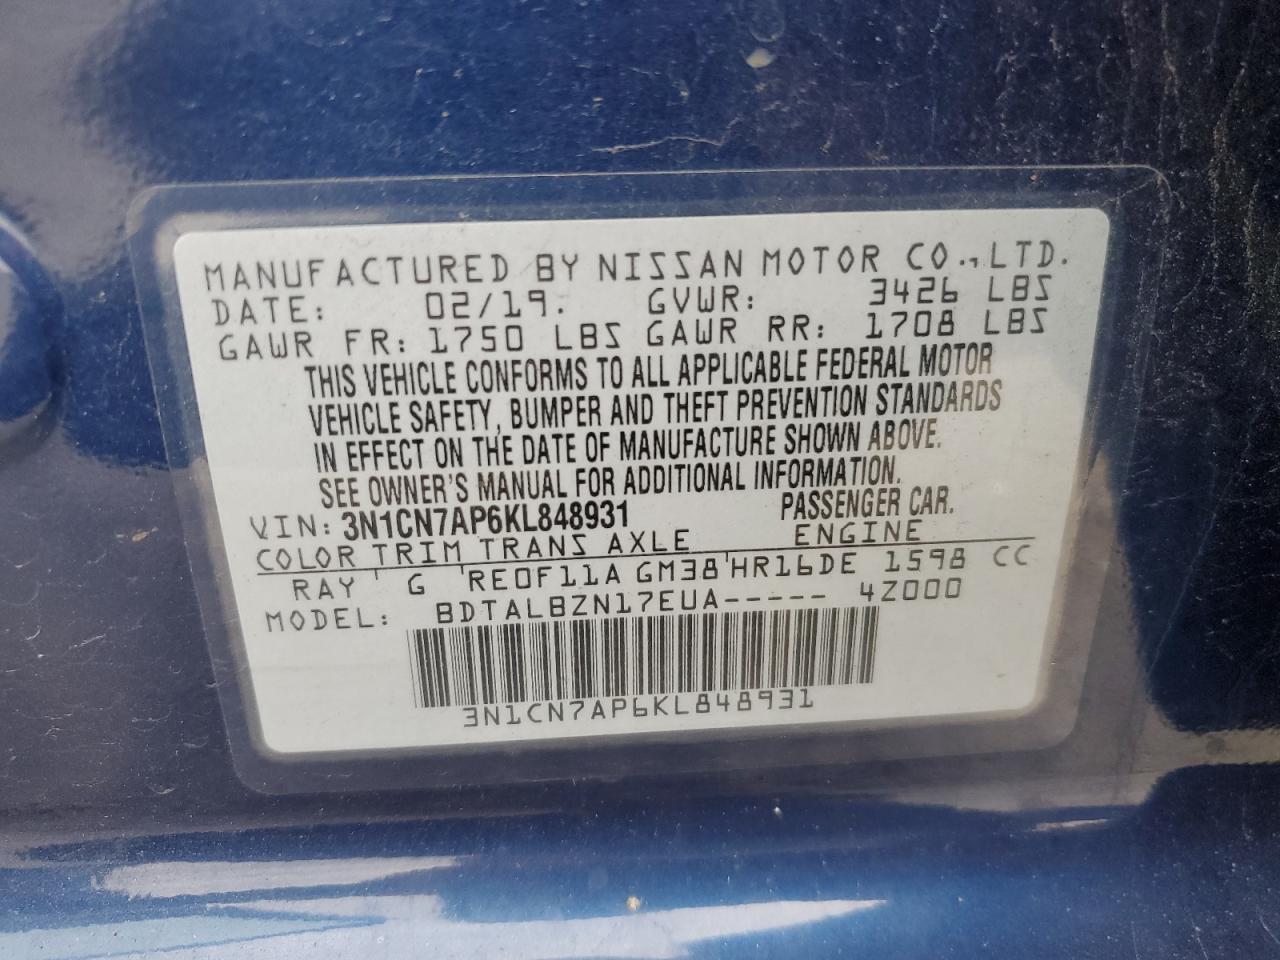 MANUFACTURED BY NISSAN MOTOR CO., LTD.
DATE: 02/19. GVWR: 3426 LBS
GAWR FR: 1750 LBS GAWR RR: 1708 LBS
THIS VEHICLE CONFORMS TO ALL APPLICABLE FEDERAL MOTOR
VEHICLE SAFETY, BUMPER AND THEFT PREVENTION STANDARDS
IN EFFECT ON THE DATE OF MANUFACTURE SHOWN ABOVE.
SEE OWNER'S MANUAL FOR ADDITIONAL INFORMATION.
VIN: 3N1CN7AP6KL848931 PASSENGER CAR.
COLOR TRIM TRANS AXLE ENGINE
RAY G RE0F11A GM38 HR16DE 1598 CC
MODEL: BDTALBZN17EUA----- 4Z000
3N1CN7AP6KL848931